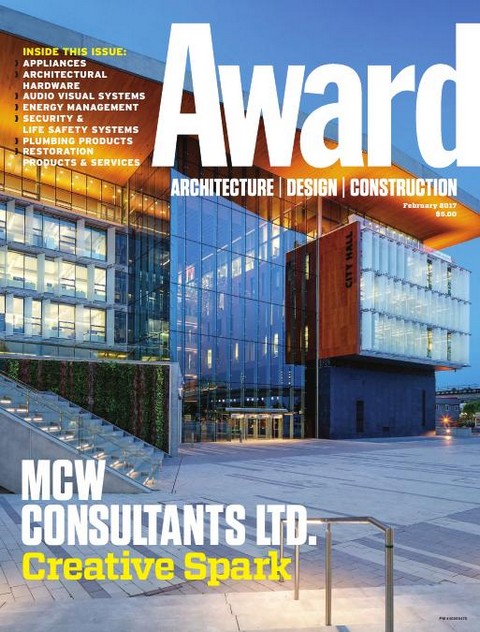 INSIDE THIS ISSUE:
APPLIANCES
ARCHITECTURAL
HARDWARE
AUDIO VISUAL SYSTEMS
ENERGY MANAGEMENT
SECURITY &
LIFE SAFETY SYSTEMS
PLUMBING PRODUCTS
RESTORATION
PRODUCTS & SERVICES
Award
ARCHITECTURE | DESIGN | CONSTRUCTION
February 2017
$5.00
CITY HALL
MCW
CONSULTANTS LTD.
Creative Spark